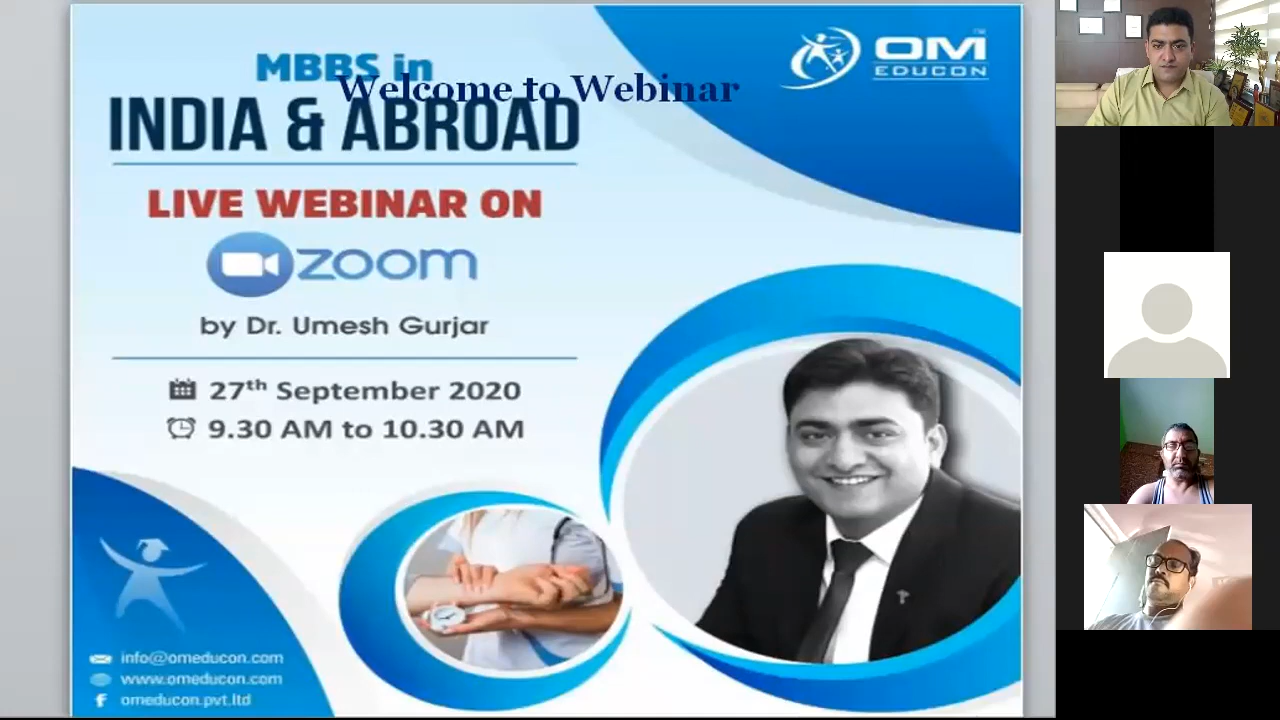 MBBS in
Welcome to Webinar
INDIA & ABROAD
LIVE WEBINAR ON
zoom
by Dr. Umesh Gurjar
27th September 2020
9.30 AM to 10.30 AM
OM
EDUCON
TM
info@omeducon.com
www.omeducon.com
omeducon.pvt.ltd